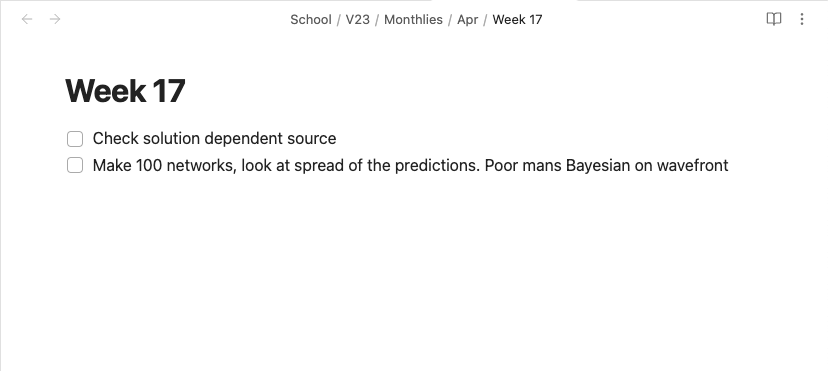 School / V23 / Monthlies / Apr / Week 17
Week 17
Check solution dependent source
Make 100 networks, look at spread of the predictions. Poor mans Bayesian on wavefront